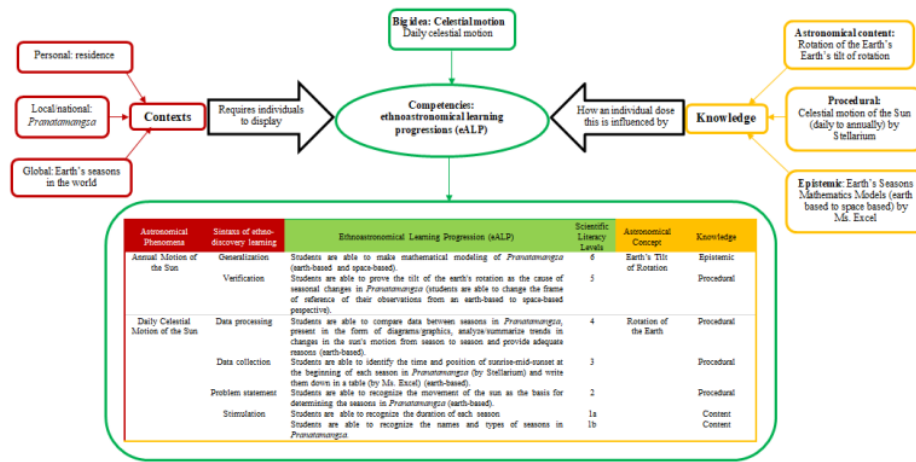 Big idea: Celestial motion
Daily celestial motion
Personal: residence
Local/national:
Pranatamangsa
Global: Earth's seasons
in the world
Contexts
Requires individuals
to display
Competencies:
ethnoastronomical learning
progressions (eALP)
How an individual dose
this is influenced by
Knowledge
Astronomical content:
Rotation of the Earth's
Earth's tilt of rotation
Procedural:
Celestial motion of the Sun
(daily to annually) by
Stellarium
Epistemic: Earth's Seasons
Mathematics Models (earth
based to space based) by
Ms. Excel
Astronomical
Phenomena
Sintaxs of ethno-
discovery learning
Ethnoastronomical Learning Progression (eALP)
Scientific
Literacy
Levels
Astronomical
Concept
Knowledge
Annual Motion of
the Sun
Generalization
Students are able to make mathematical modeling of Pranatamangsa
(earth-based and space-based).
6
Earth's Tilt
of Rotation
Epistemic
Verification
Students are able to prove the tilt of the earth's rotation as the cause of
seasonal changes in Pranatamangsa (students are able to change the frame
of reference of their observations from an earth-based to space-based
pespective).
5
Procedural
Daily Celestial
Motion of the Sun
Data processing
Students are able to compare data between seasons in Pranatamangsa,
present in the form of diagrams/graphics, analyze/summarize trends in
changes in the sun's motion from season to season and provide adequate
reasons (earth-based).
4
Rotation of
the Earth
Procedural
Data collection
Students are able to identify the time and position of sunrise-mid-sunset at
the beginning of each season in Pranatamangsa (by Stellarium) and write
them down in a table (by Ms. Excel) (earth-based).
3
Procedural
Problem statement
Students are able to recognize the movement of the sun as the basis for
determining the seasons in Pranatamangsa (earth-based).
2
Procedural
Stimulation
Students are able to recognize the duration of each season
1a
Content
Students are able to recognize the names and types of seasons in
Pranatamangsa.
1b
Content